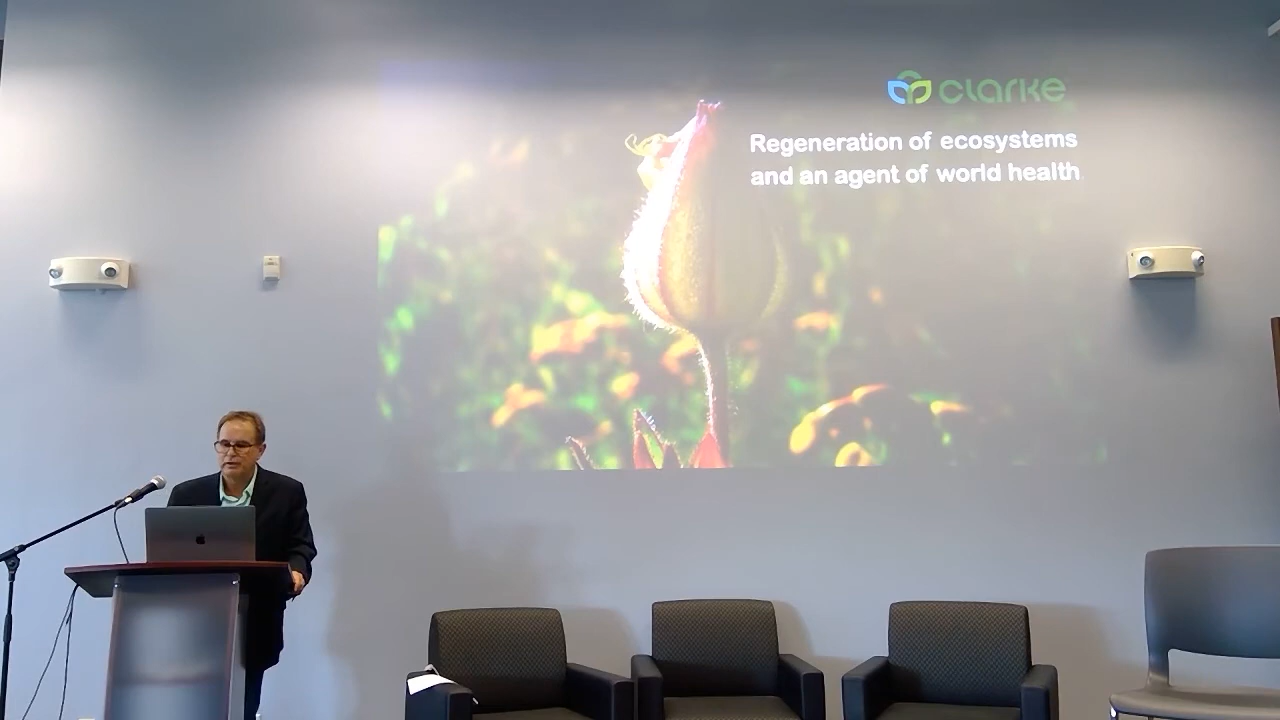 clarke
Regeneration of ecosystems
and an agent of world health